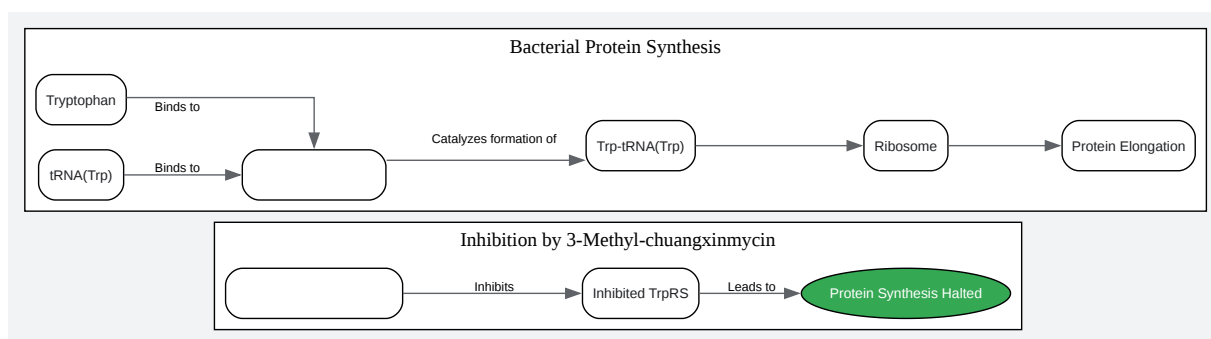 Bacterial Protein Synthesis
Tryptophan
Binds to
Catalyzes formation of
Trp-tRNA(Trp)
Ribosome
Protein Elongation
tRNA(Trp)
Binds to
Inhibition by 3-Methyl-chuangxinmycin
Inhibits
Inhibited TrpRS
Leads to
Protein Synthesis Halted